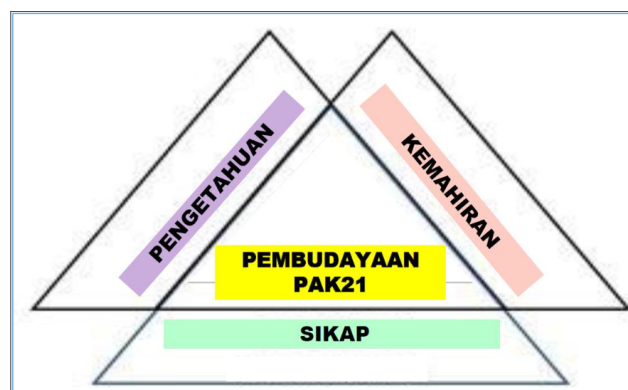 PENGETAHUAN
KEMAHIRAN
PEMBUDAYAAN
PAK21
SIKAP